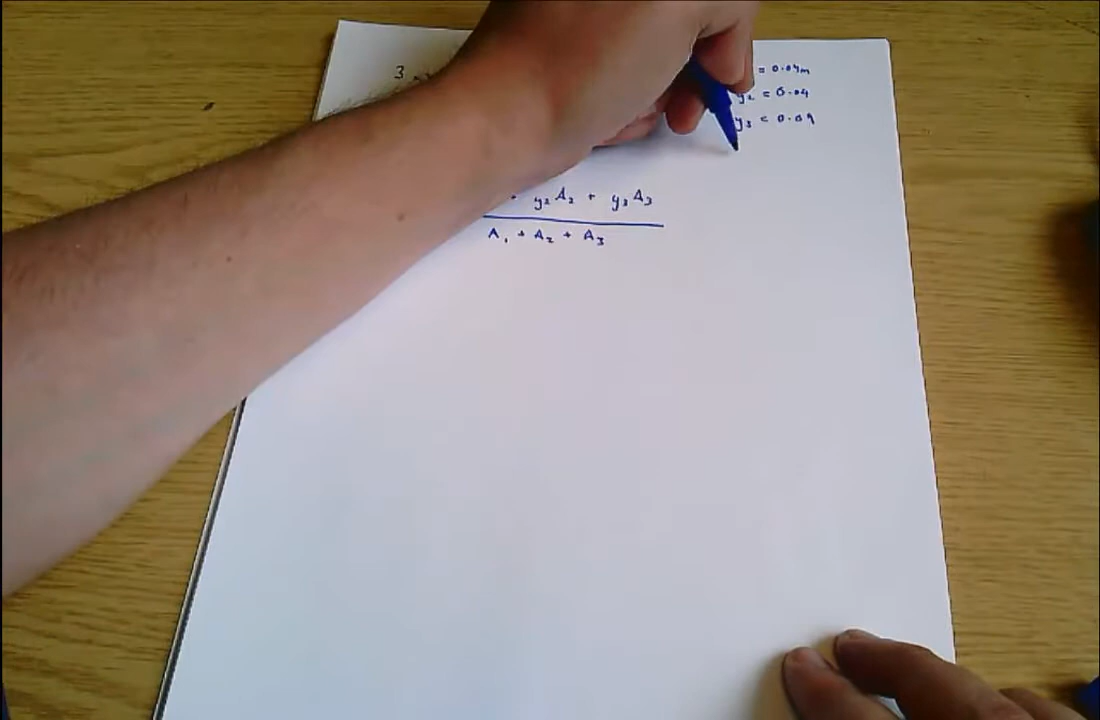 3
= 0.04m
y₂ = 0.04
y₃ = 0.09
+ y₂A₂ + y₃A₃
A₁ + A₂ + A₃